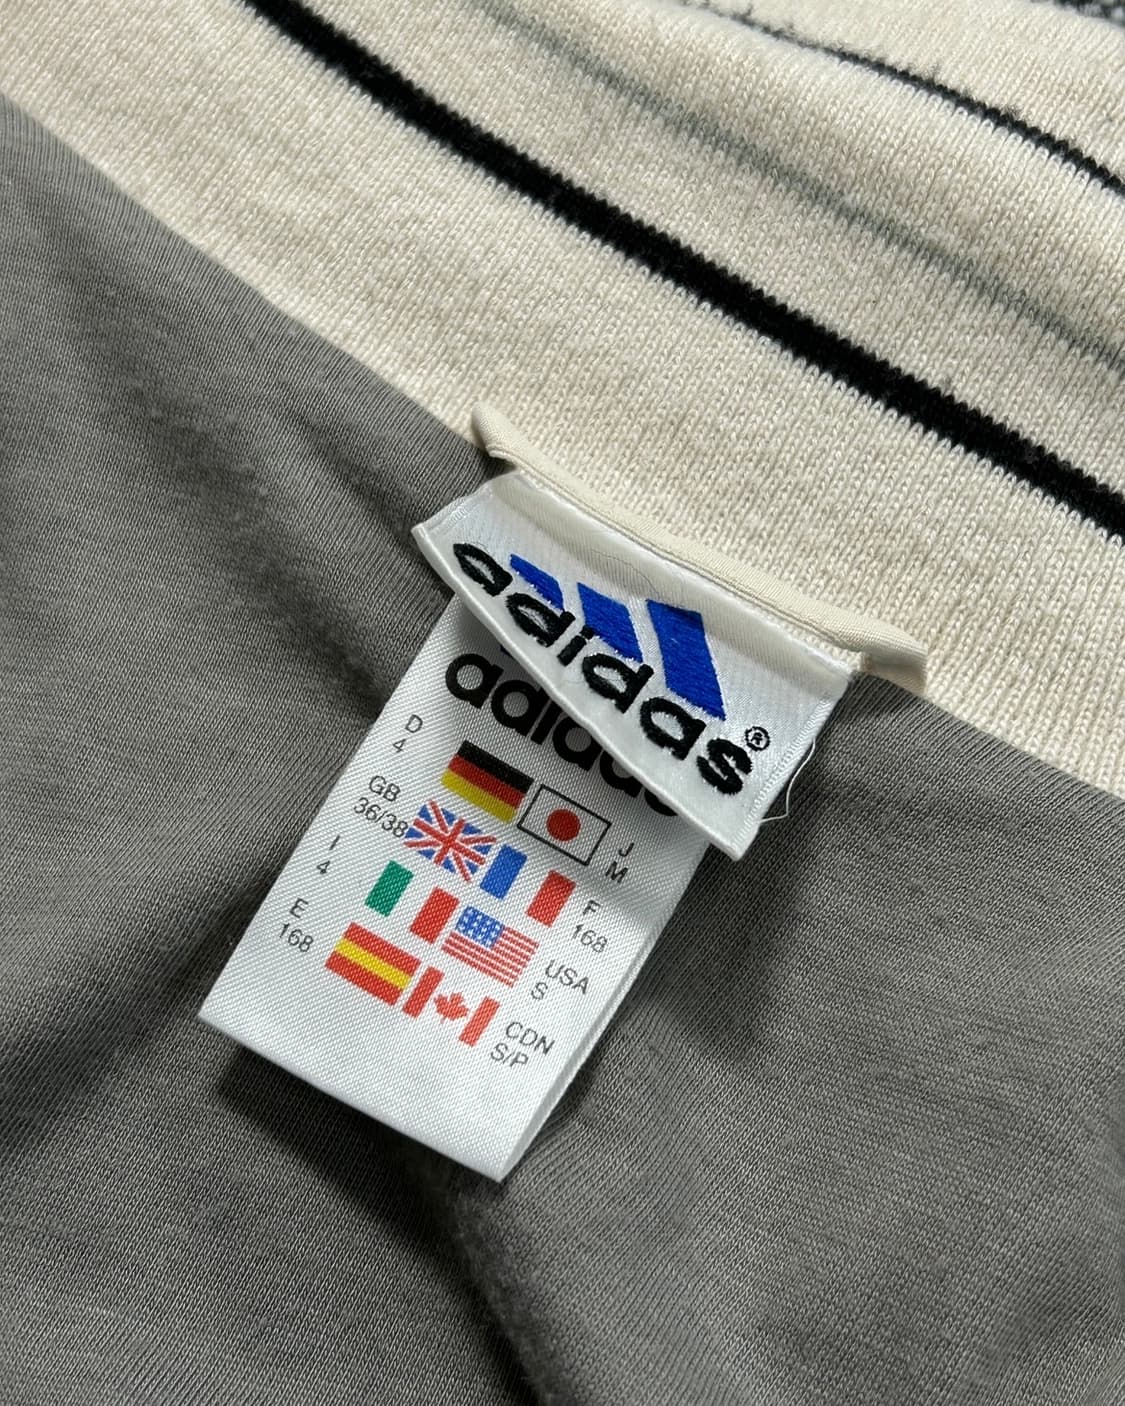 adidas®
adidas
D
4
GB
36/38
I
4
E
168
J
M
F
168
USA
S
CDN
S/P